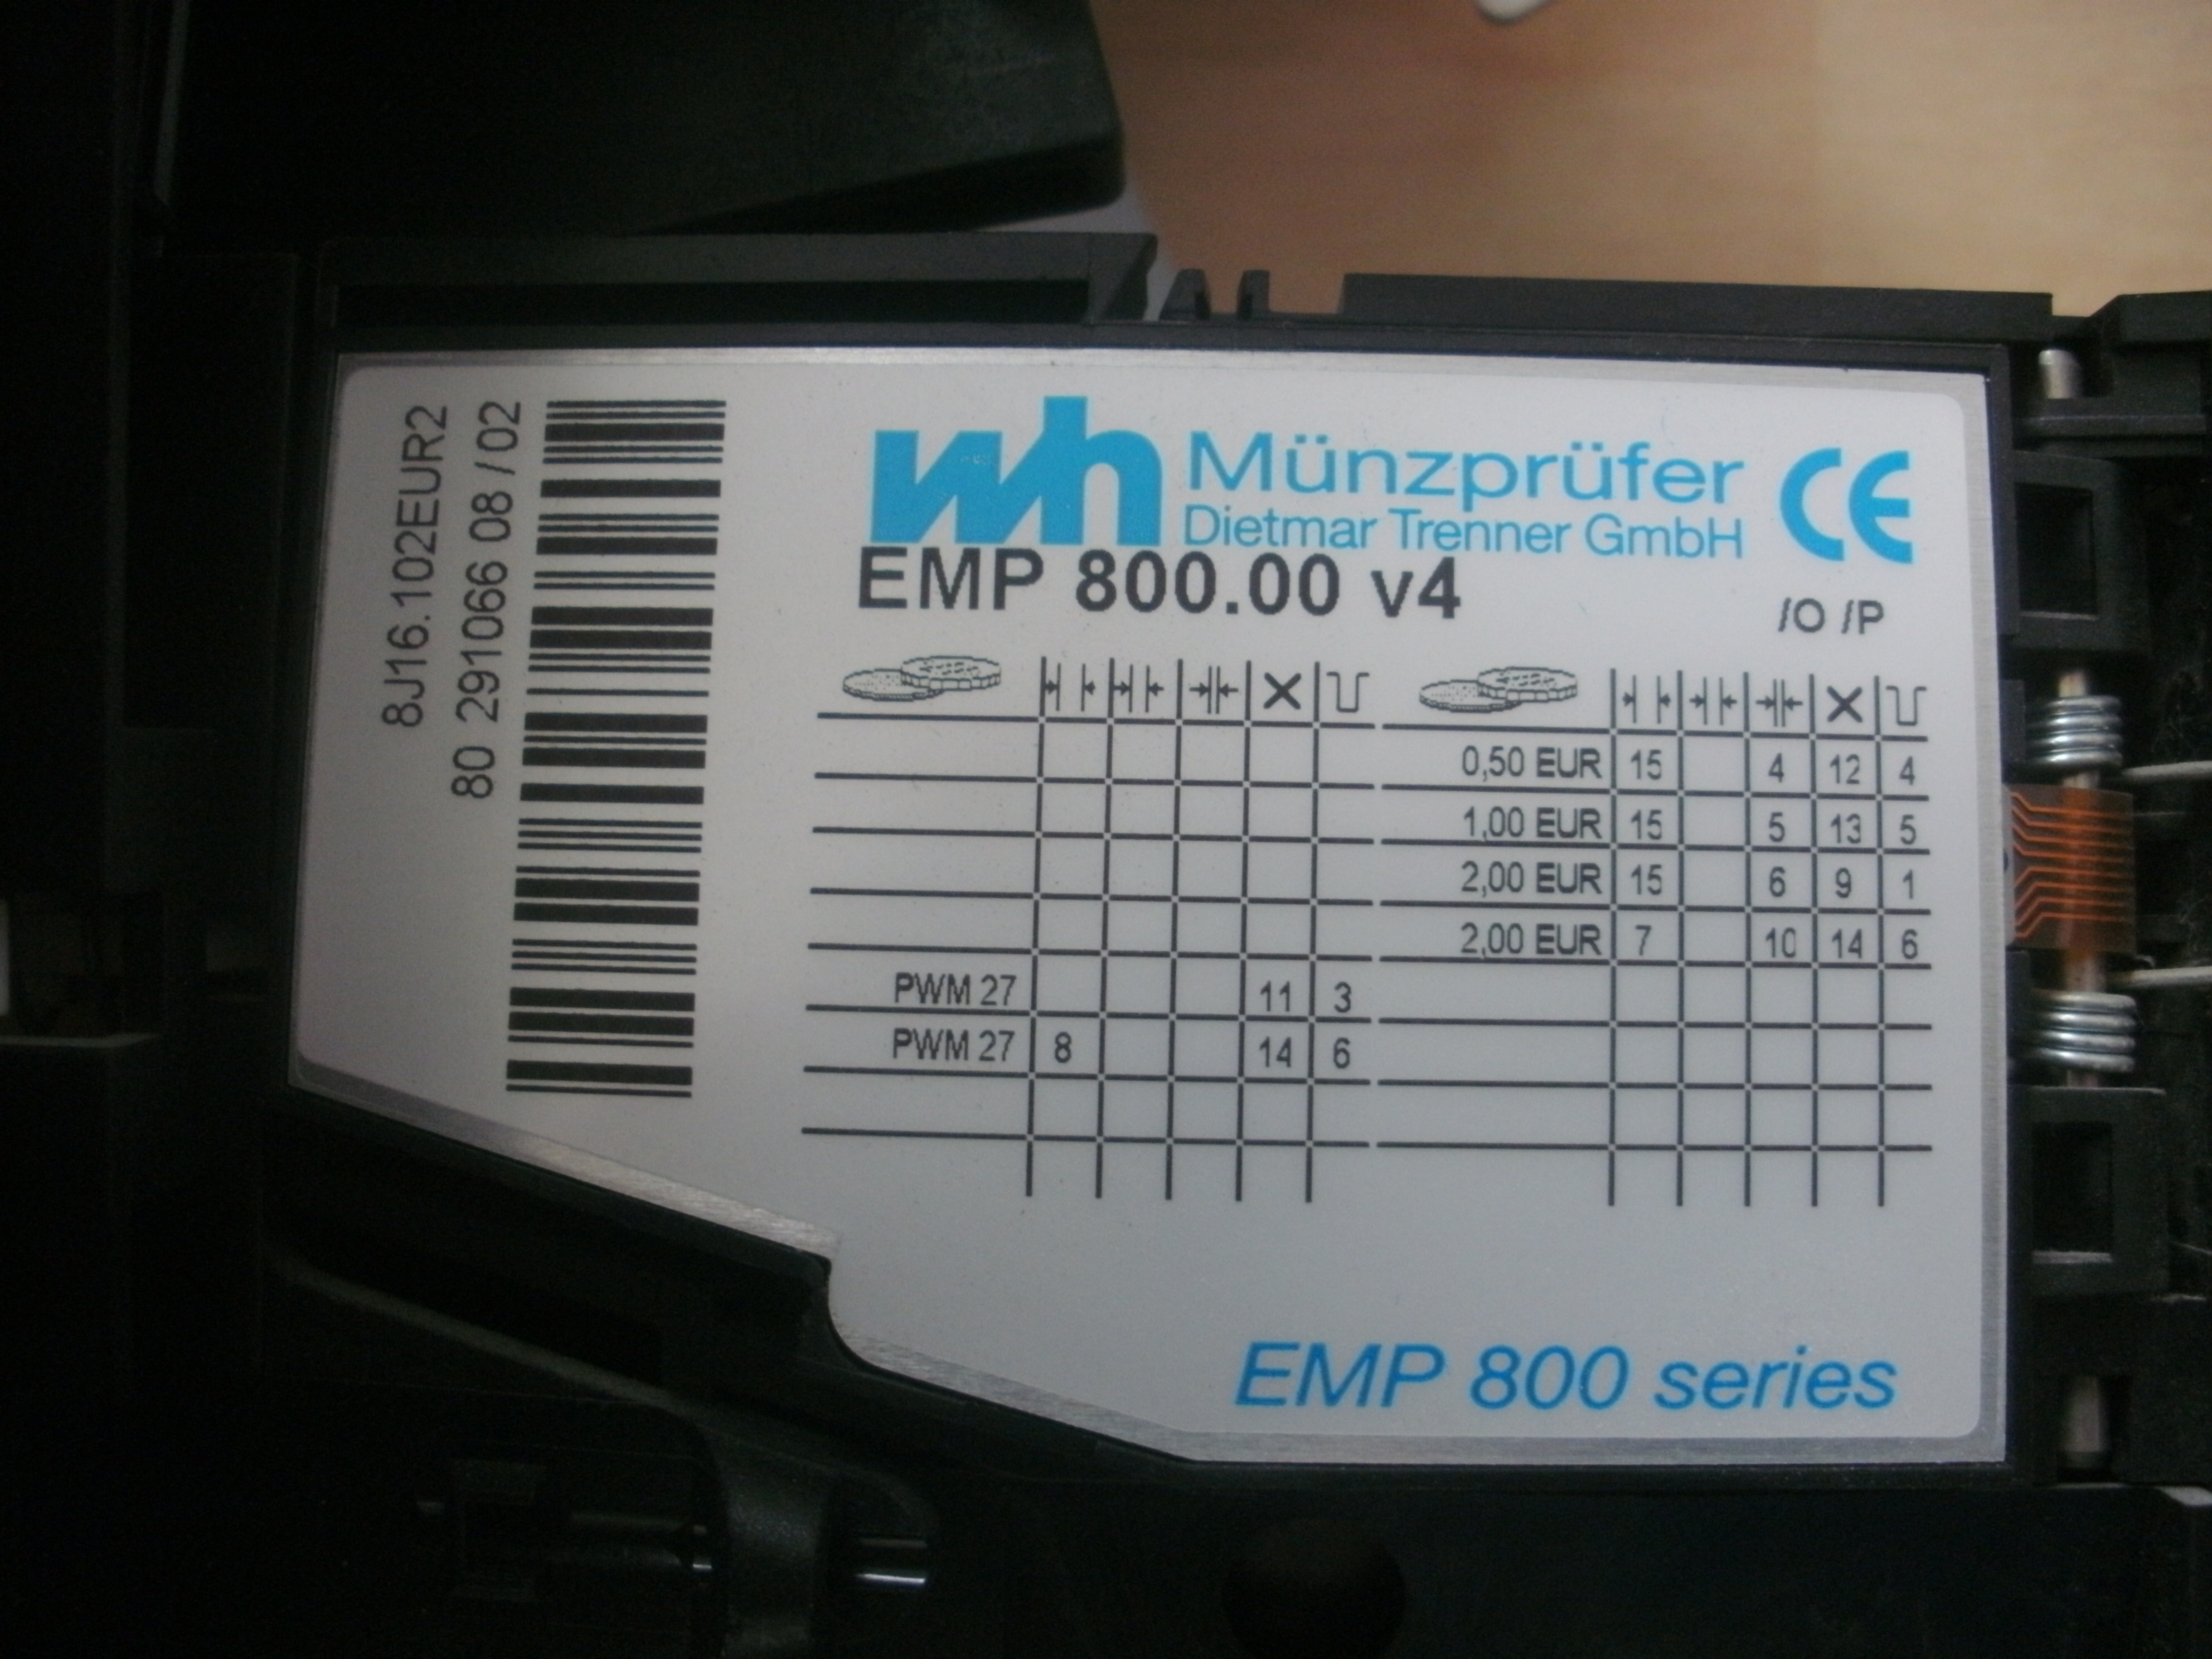 8J16.102EUR2
80 291066 08/02
wh Münzprüfer
Dietmar Trenner GmbH
CE
EMP 800.00 v4
/O /P
0,50 EUR 15 4 12 4
1,00 EUR 15 5 13 5
2,00 EUR 15 6 9 1
2,00 EUR 7 10 14 6
PWM 27 11 3
PWM 27 8 14 6
EMP 800 series